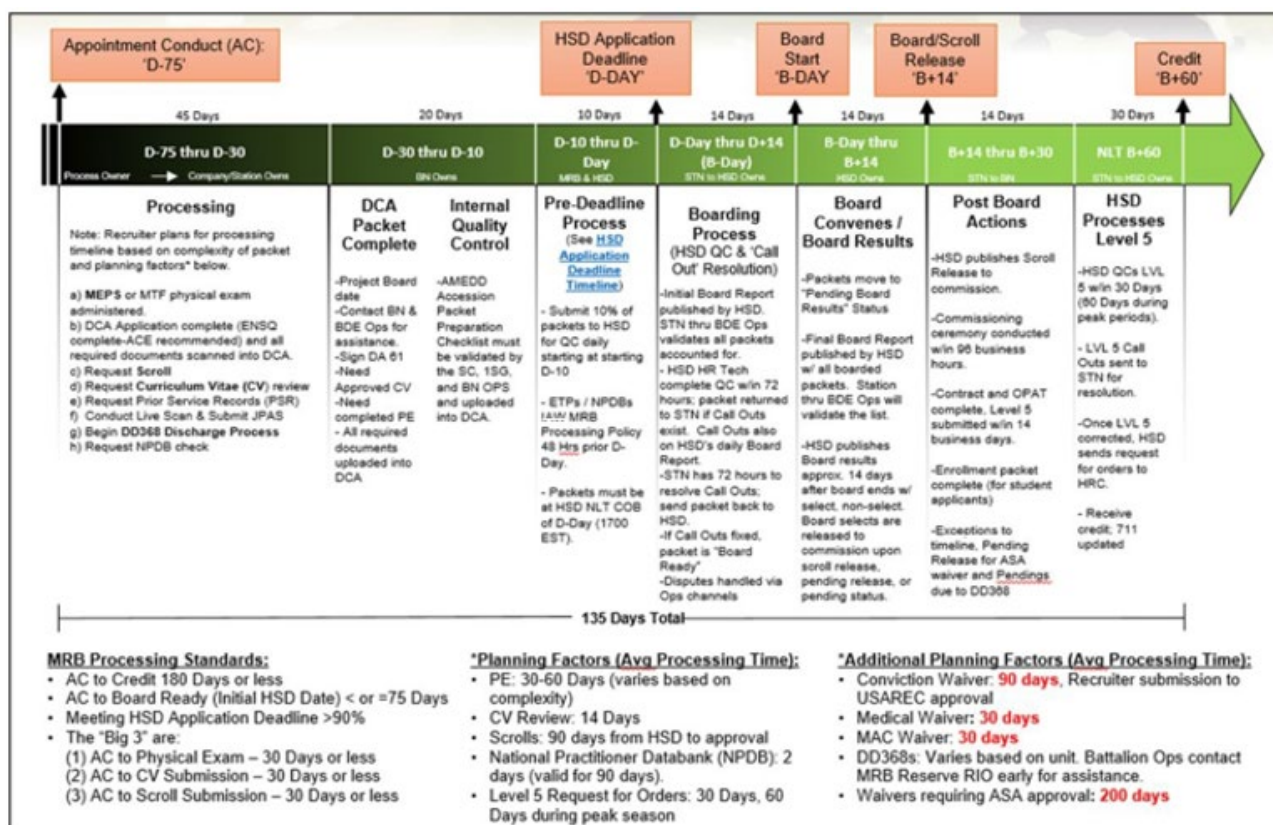 Appointment Conduct (AC):
'D-75'
HSD Application
Deadline
'D-DAY"
Board
Start
'B-DAY
Board/Scroll
Release
'B+14'
Credit
'B+60'
45 Days
20 Days
10 Days
14 Days
14 Days
14 Days
30 Days
D-75 thru D-30
Process Owner → Company/Station Owns
D-30 thru D-10
BN Owns
D-10 thru D-
Day
MRB & HSD
D-Day thru D+14
(B-Day)
STN to HSD Owns
B-Day thru
B+14
HSD Owns
B+14 thru B+30
STN to BN
NLT B+60
STN to HSD Owns
Processing
Note: Recruiter plans for processing
timeline based on complexity of packet
and planning factors* below.
a) MEPS or MTF physical exam
administered.
b) DCA Application complete (ENSQ
complete-ACE recommended) and all
required documents scanned into DCA.
c) Request Scroll
d) Request Curriculum Vitae (CV) review
e) Request Prior Service Records (PSR)
f) Conduct Live Scan & Submit JPAS
g) Begin DD368 Discharge Process
h) Request NPDB check
DCA
Packet
Complete
-Project Board
date
-Contact BN &
BDE Ops for
assistance.
-Sign DA 61
-Need
Approved CV
-Need
completed PE
- All required
documents
uploaded into
DCA
Internal
Quality
Control
-AMEDD
Accession
Packet
Preparation
Checklist must
be validated by
the SC, 1SG,
and BN OPS
and uploaded
into DCA.
Pre-Deadline
Process
(See HSD
Application
Deadline
Timeline)
- Submit 10% of
packets to HSD
for QC daily
starting at starting
D-10
- ETPs / NPDBs
IAW MRB
Processing Policy
48 Hrs prior D-
Day.
- Packets must be
at HSD NLT COB
of D-Day (1700
EST).
Boarding
Process
(HSD QC & 'Call
Out' Resolution)
-Initial Board Report
published by HSD.
STN thru BDE Ops
validates all packets
accounted for.
- HSD HR Tech
complete QC w/in 72
hours; packet returned
to STN if Call Outs
exist. Call Outs also
on HSD's daily Board
Report.
-STN has 72 hours to
resolve Call Outs;
send packet back to
HSD.
-If Call Outs fixed,
packet is "Board
Ready"
-Disputes handled via
Ops channels
Board
Convenes /
Board Results
-Packets move to
"Pending Board
Results" Status
-Final Board Report
published by HSD
w/ all boarded
packets. Station
thru BDE Ops will
validate the list.
-HSD publishes
Board results
approx. 14 days
after board ends w/
select, non-select.
Board selects are
released to
commission upon
scroll release,
pending release, or
pending status.
Post Board
Actions
-HSD publishes Scroll
Release to
commission.
-Commissioning
ceremony conducted
w/in 96 business
hours.
-Contract and OPAT
complete, Level 5
submitted w/in 14
business days.
-Enrollment packet
complete (for student
applicants)
-Exceptions to
timeline, Pending
Release for ASA
waiver and Pendings
due to DD368
HSD
Processes
Level 5
-HSD QCs LVL
5 w/in 30 Days
(60 Days during
peak periods).
- LVL 5 Call
Outs sent to
STN for
resolution.
-Once LVL 5
corrected, HSD
sends request
for orders to
HRC.
- Receive
credit; 711
updated
135 Days Total
MRB Processing Standards:
• AC to Credit 180 Days or less
• AC to Board Ready (Initial HSD Date) < or =75 Days
• Meeting HSD Application Deadline >90%
• The "Big 3" are:
(1) AC to Physical Exam – 30 Days or less
(2) AC to CV Submission – 30 Days or less
(3) AC to Scroll Submission – 30 Days or less
*Planning Factors (Avg Processing Time):
• PE: 30-60 Days (varies based on
complexity)
• CV Review: 14 Days
• Scrolls: 90 days from HSD to approval
• National Practitioner Databank (NPDB): 2
days (valid for 90 days).
• Level 5 Request for Orders: 30 Days, 60
Days during peak season
*Additional Planning Factors (Avg Processing Time):
• Conviction Waiver: 90 days, Recruiter submission to
USAREC approval
• Medical Waiver: 30 days
• MAC Waiver: 30 days
• DD368s: Varies based on unit. Battalion Ops contact
MRB Reserve RIO early for assistance.
• Waivers requiring ASA approval: 200 days